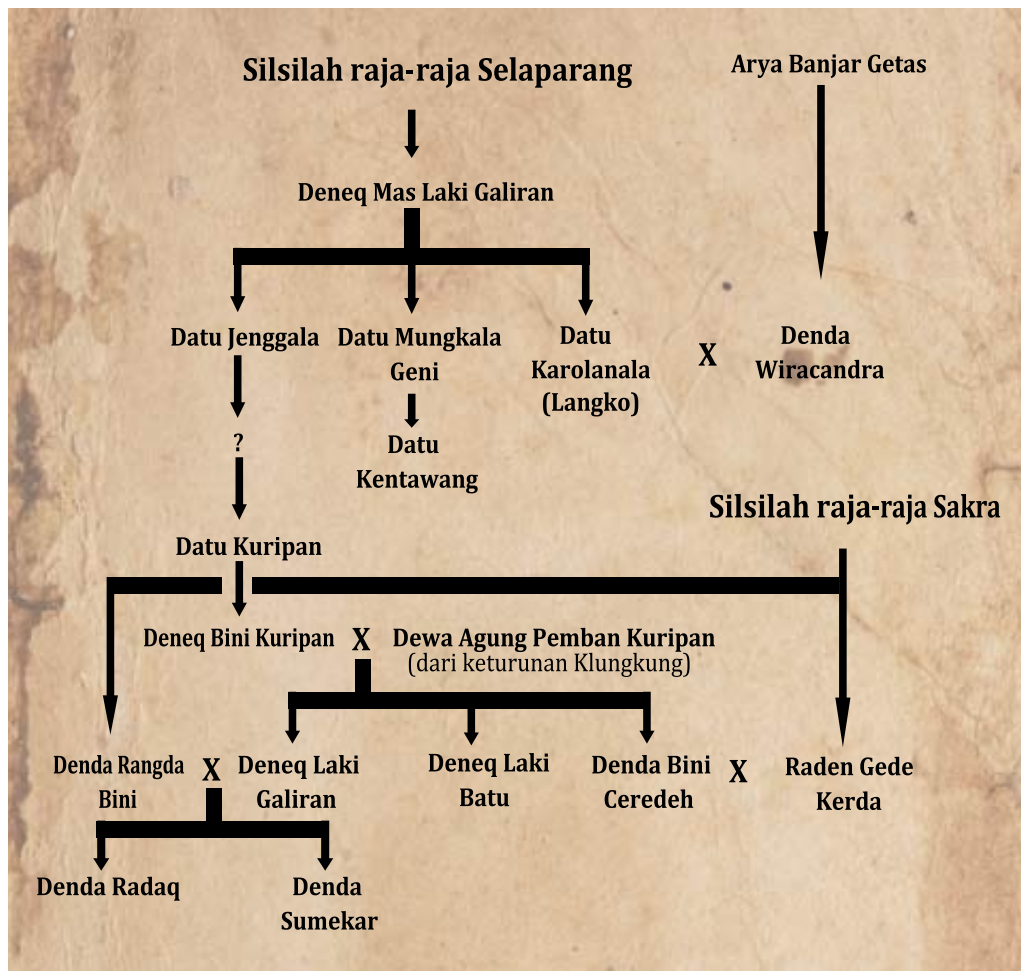 Silsilah raja-raja Selaparang
Arya Banjar Getas
Deneq Mas Laki Galiran
Datu Jenggala
Datu Mungkala
Geni
Datu
Karolanala
(Langko)
X
Denda
Wiracandra
?
Datu
Kentawang
Silsilah raja-raja Sakra
Datu Kuripan
Deneq Bini Kuripan
X
Dewa Agung Pemban Kuripan
(dari keturunan Klungkung)
Denda Rangda
Bini
X
Deneq Laki
Galiran
Deneq Laki
Batu
Denda Bini
Ceredeh
X
Raden Gede
Kerda
Denda Radaq
Denda
Sumekar